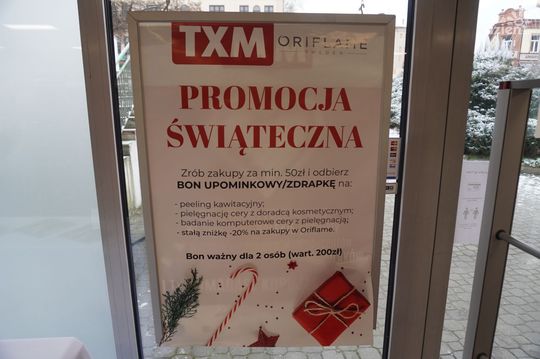 TXM ORIFLAME
SWEDEN
PROMOCJA
ŚWIĄTECZNA
Zrób zakupy za min. 50zł i odbierz
BON UPOMINKOWY/ZDRAPKĘ na:
- peeling kawitacyjny;
- pielęgnację cery z doradcą kosmetycznym;
- badanie komputerowe cery z pielęgnacją;
- stałą zniżkę -20% na zakupy w Oriflame.
Bon ważny dla 2 osób (wart. 200zł)